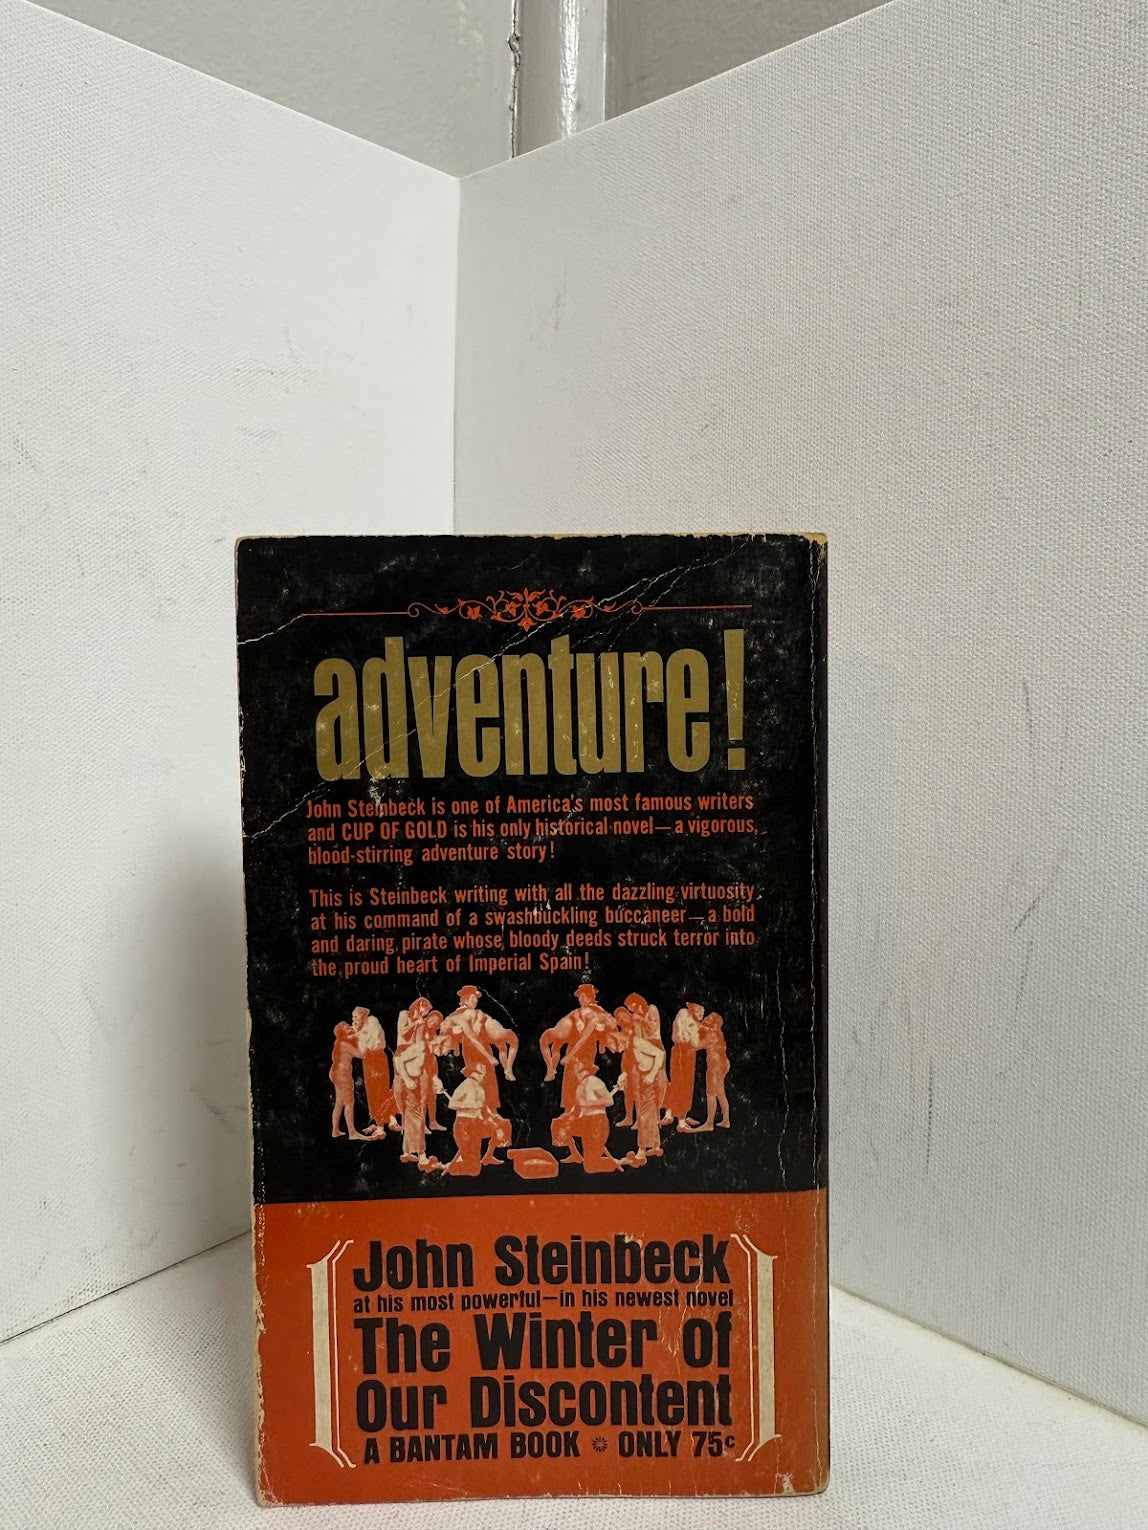 adventure!
John Steinbeck is one of America's most famous writers
and CUP OF GOLD is his only historical novel—a vigorous,
blood-stirring adventure story!
This is Steinbeck writing with all the dazzling virtuosity
at his command of a swashbuckling buccaneer—a bold
and daring pirate whose bloody deeds struck terror into
the proud heart of Imperial Spain!
John Steinbeck
at his most powerful—in his newest novel
The Winter of
Our Discontent
A BANTAM BOOK ONLY 75c